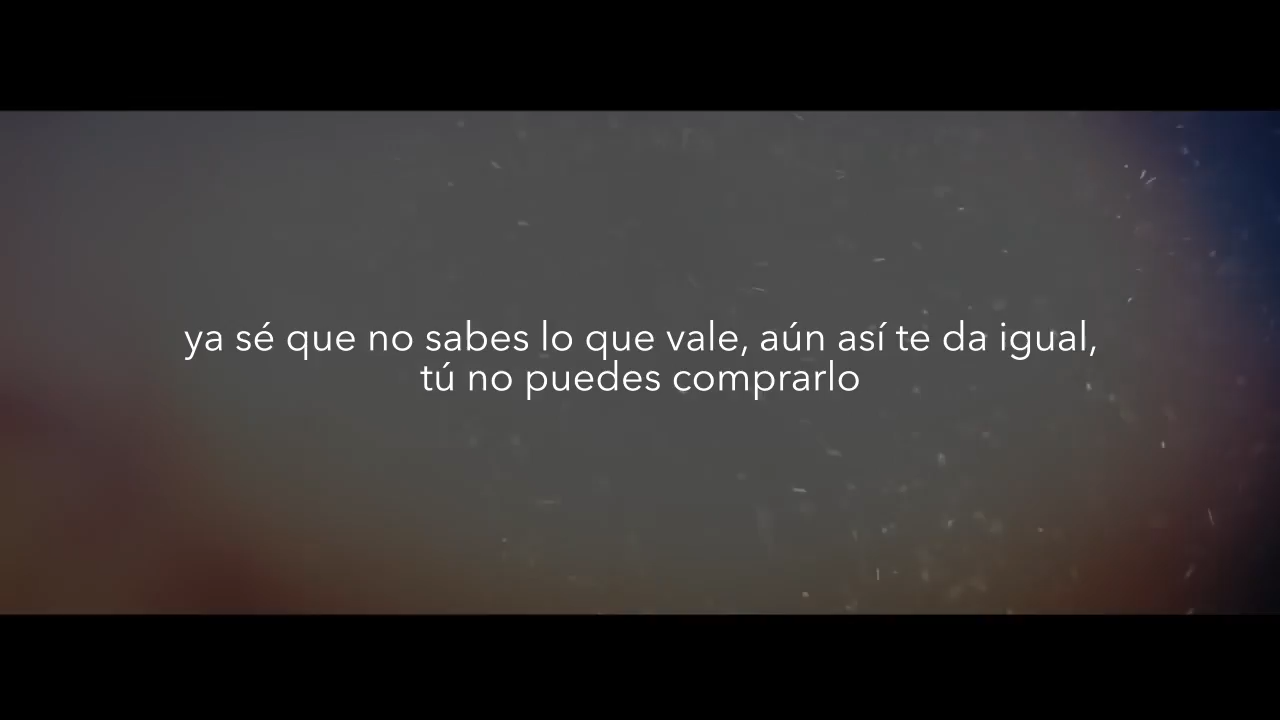 ya sé que no sabes lo que vale, aún así te da igual,
tú no puedes comprarlo